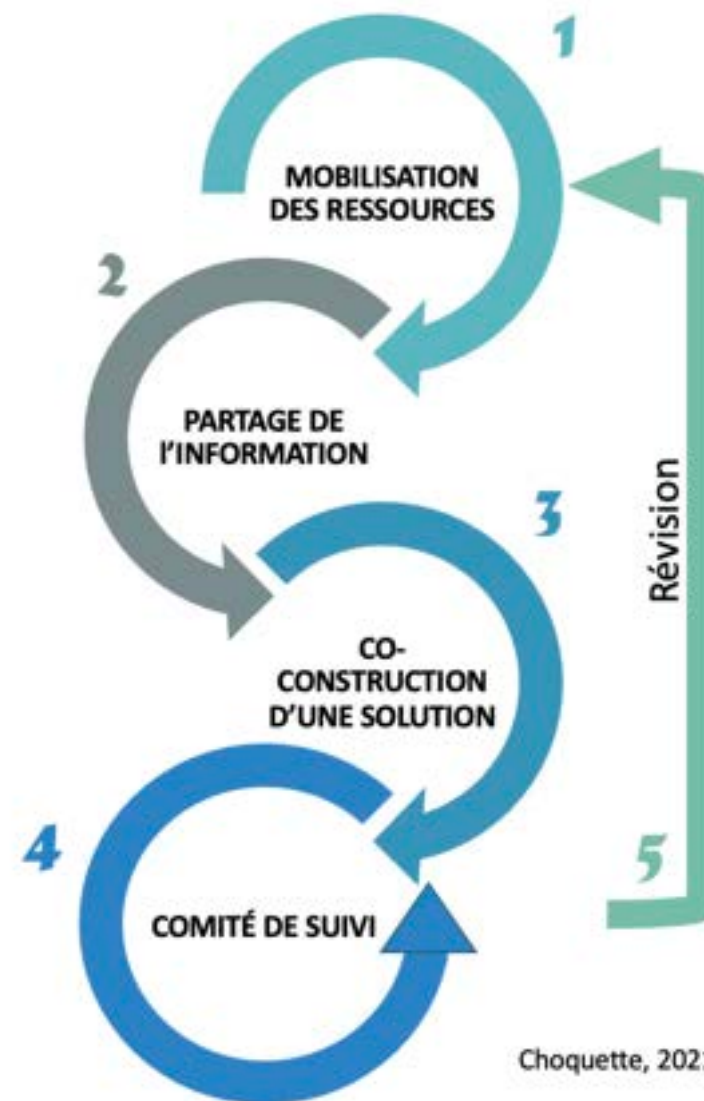 1
MOBILISATION
DES RESSOURCES
2
PARTAGE DE
l'INFORMATION
3
CO-
CONSTRUCTION
D'UNE SOLUTION
4
COMITÉ DE SUIVI
5
Révision
Choquette,